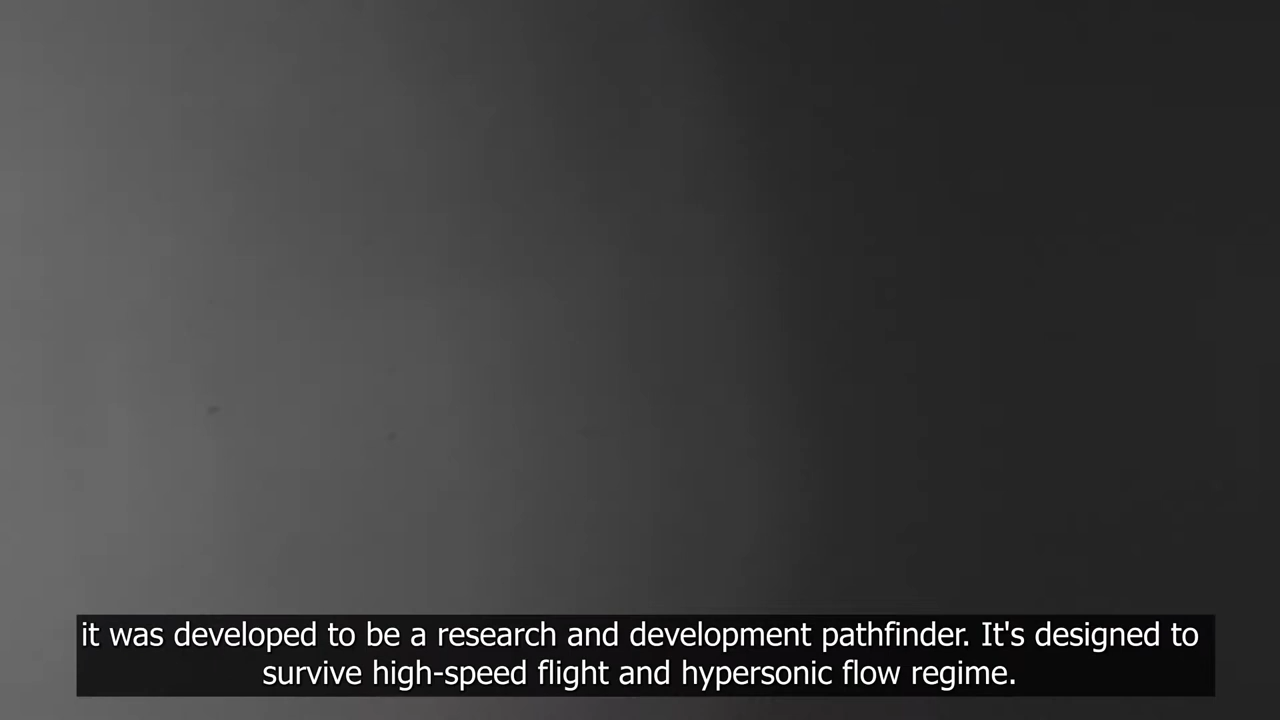 it was developed to be a research and development pathfinder. It's designed to
survive high-speed flight and hypersonic flow regime.